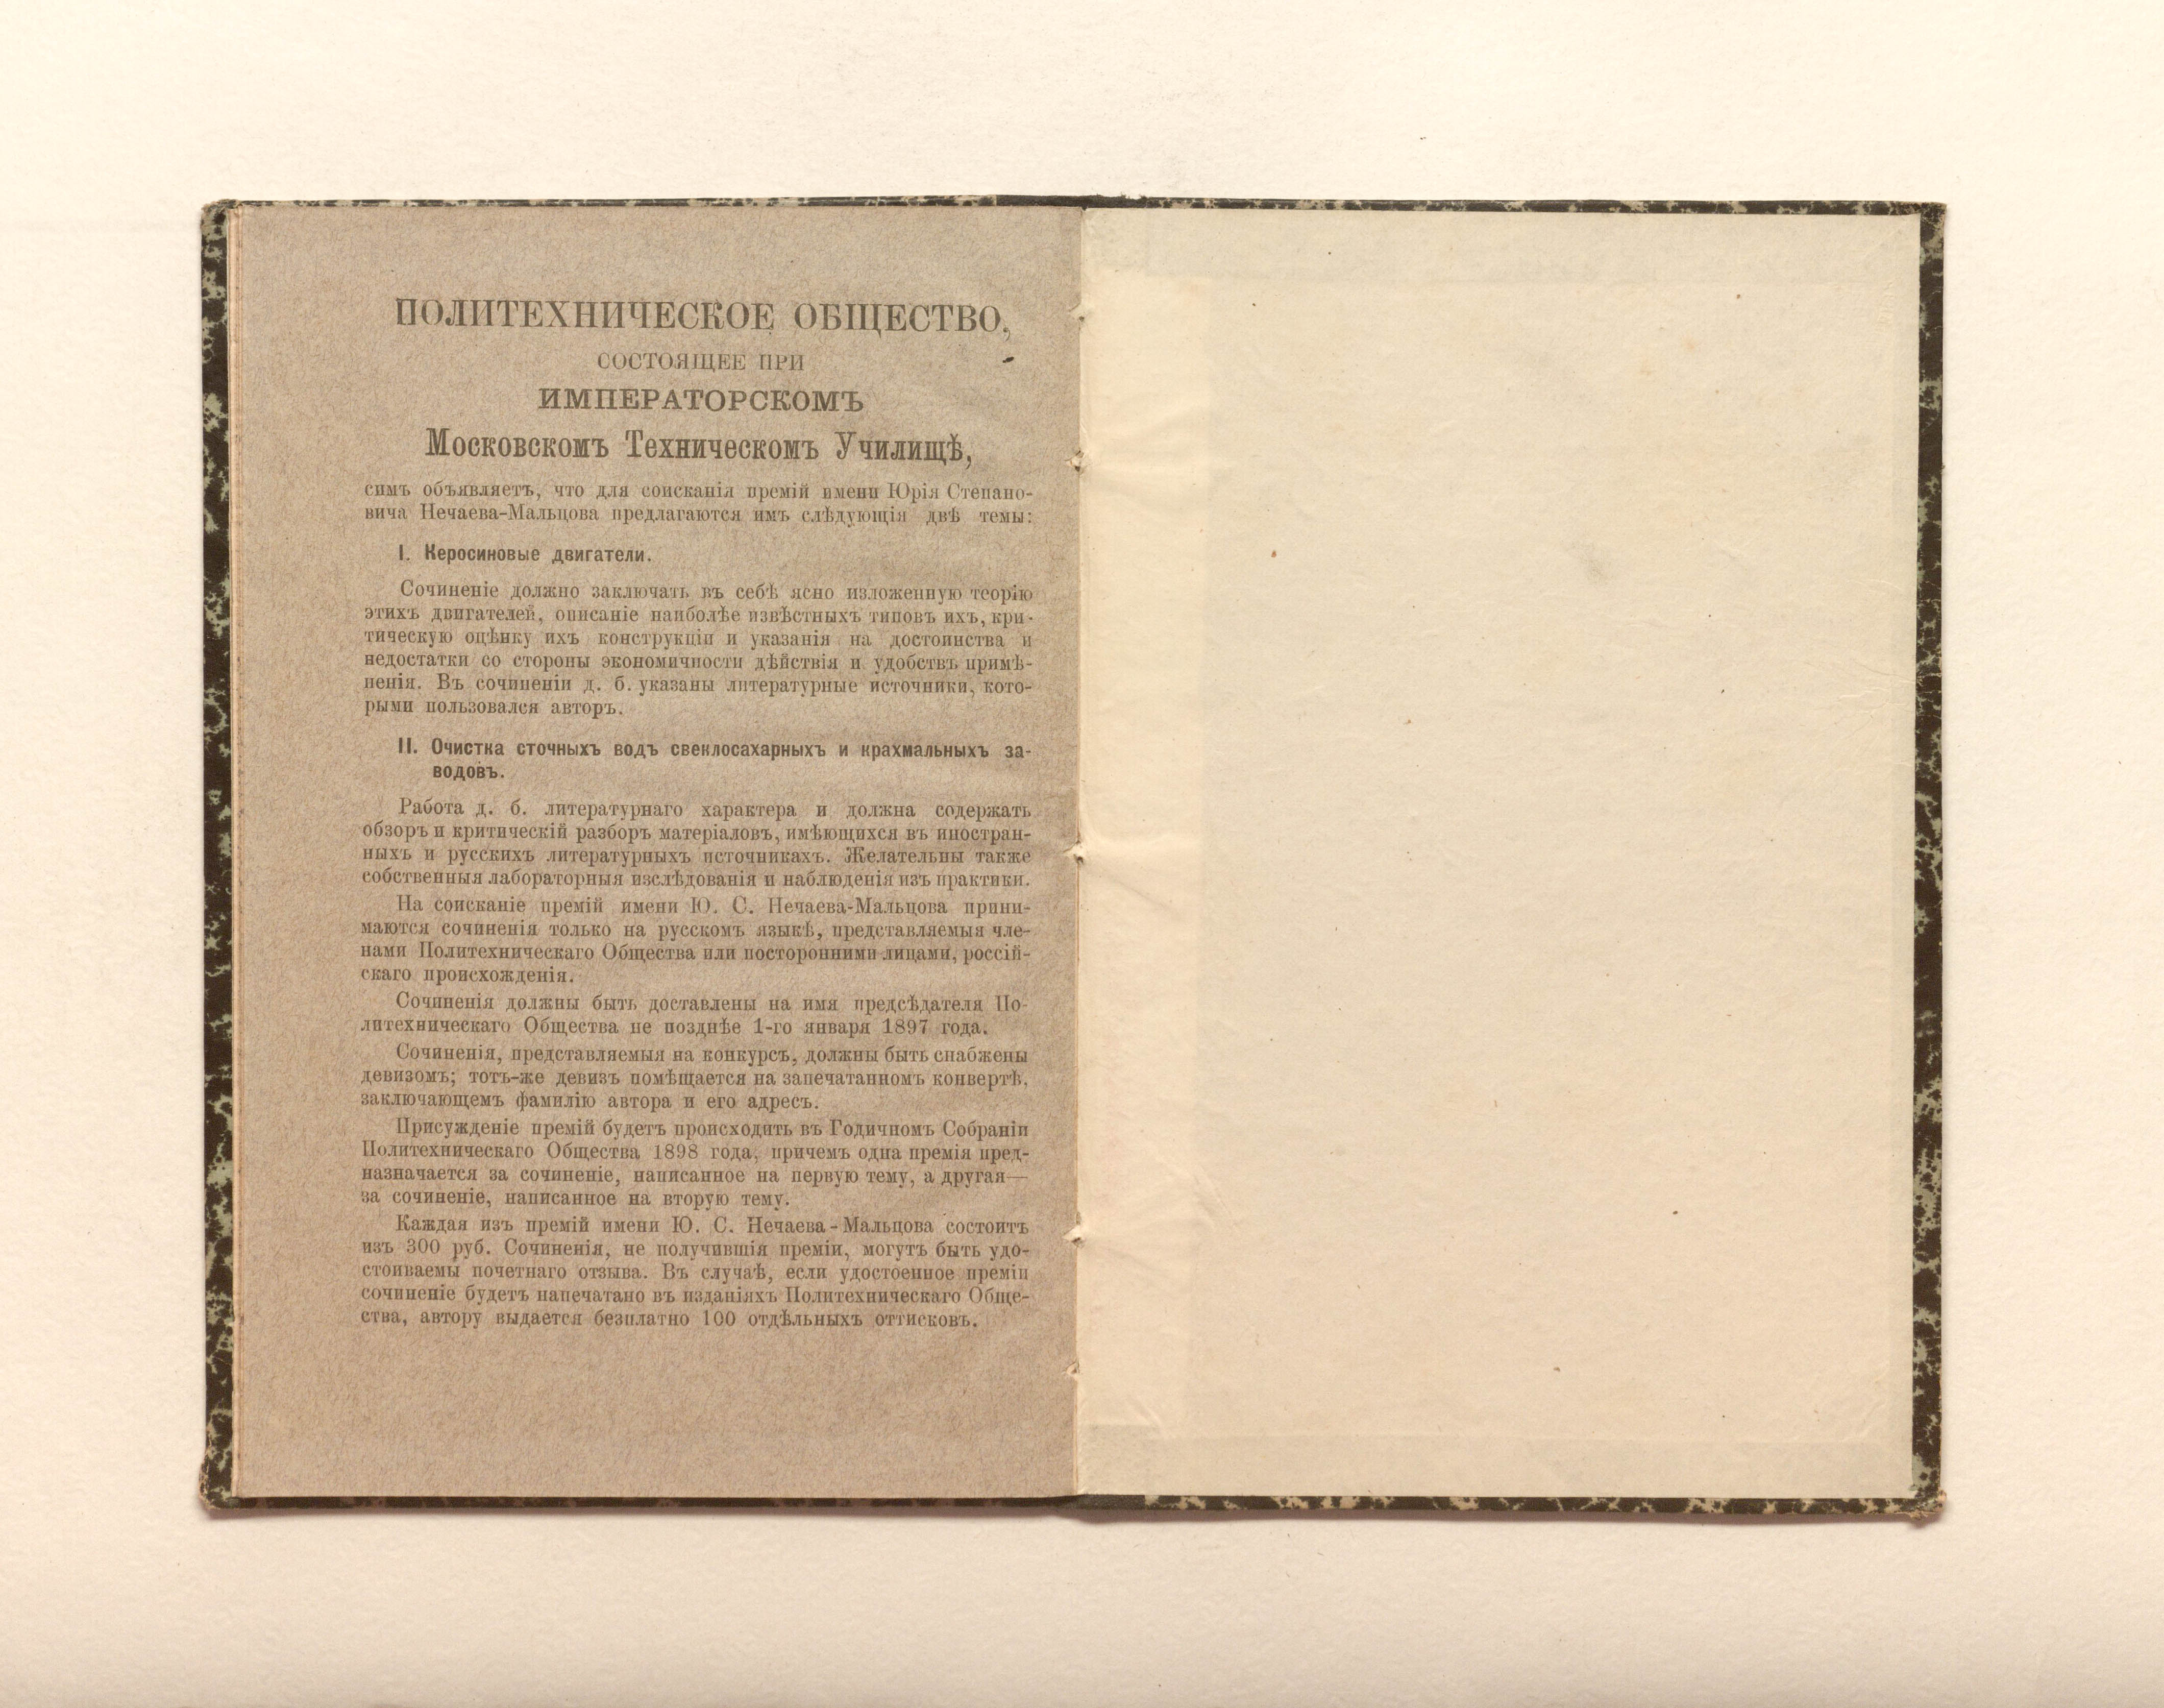 ПОЛИТЕХНИЧЕСКОЕ ОБЩЕСТВО,
СОСТОЯЩЕЕ ПРИ
ИМПЕРАТОРСКОМЪ
Московскомъ Техническомъ Училищѣ,
симъ объявляетъ, что для соисканія премій имени Юрія Степано-
вича Нечаева-Мальцова предлагаются имъ слѣдующія двѣ темы:
I. Керосиновые двигатели.
Сочиненіе должно заключать въ себѣ ясно изложенную теорію
этихъ двигателей, описаніе наиболѣе извѣстныхъ типовъ ихъ, кри-
тическую оцѣнку ихъ конструкціи и указанія на достоинства и
недостатки со стороны экономичности дѣйствія и удобствъ примѣ-
ненія. Въ сочиненіи д. б. указаны литературные источники, кото-
рыми пользовался авторъ.
II. Очистка сточныхъ водъ свеклосахарныхъ и крахмальныхъ за-
водовъ.
Работа д. б. литературнаго характера и должна содержать
обзоръ и критическій разборъ матеріаловъ, имѣющихся въ иностран-
ныхъ и русскихъ литературныхъ источникахъ. Желательны также
собственныя лабораторныя изслѣдованія и наблюденія изъ практики.
На соисканіе премій имени Ю. С. Нечаева-Мальцова прини-
маются сочиненія только на русскомъ языкѣ, представляемыя чле-
нами Политехническаго Общества или посторонними лицами, россій-
скаго происхожденія.
Сочиненія должны быть доставлены на имя предсѣдателя По-
литехническаго Общества не позднѣе 1-го января 1897 года.
Сочиненія, представляемыя на конкурсъ, должны быть снабжены
девизомъ; тотъ-же девизъ помѣщается на запечатанномъ конвертѣ,
заключающемъ фамилію автора и его адресъ.
Присужденіе премій будетъ происходить въ Годичномъ Собраніи
Политехническаго Общества 1898 года, причемъ одна премія пред-
назначается за сочиненіе, написанное на первую тему, а другая—
за сочиненіе, написанное на вторую тему.
Каждая изъ премій имени Ю. С. Нечаева-Мальцова состоитъ
изъ 300 руб. Сочиненія, не получившія преміи, могутъ быть удо-
стоиваемы почетнаго отзыва. Въ случаѣ, если удостоенное преміи
сочиненіе будетъ напечатано въ изданіяхъ Политехническаго Обще-
ства, автору выдается безплатно 100 отдѣльныхъ оттисковъ.